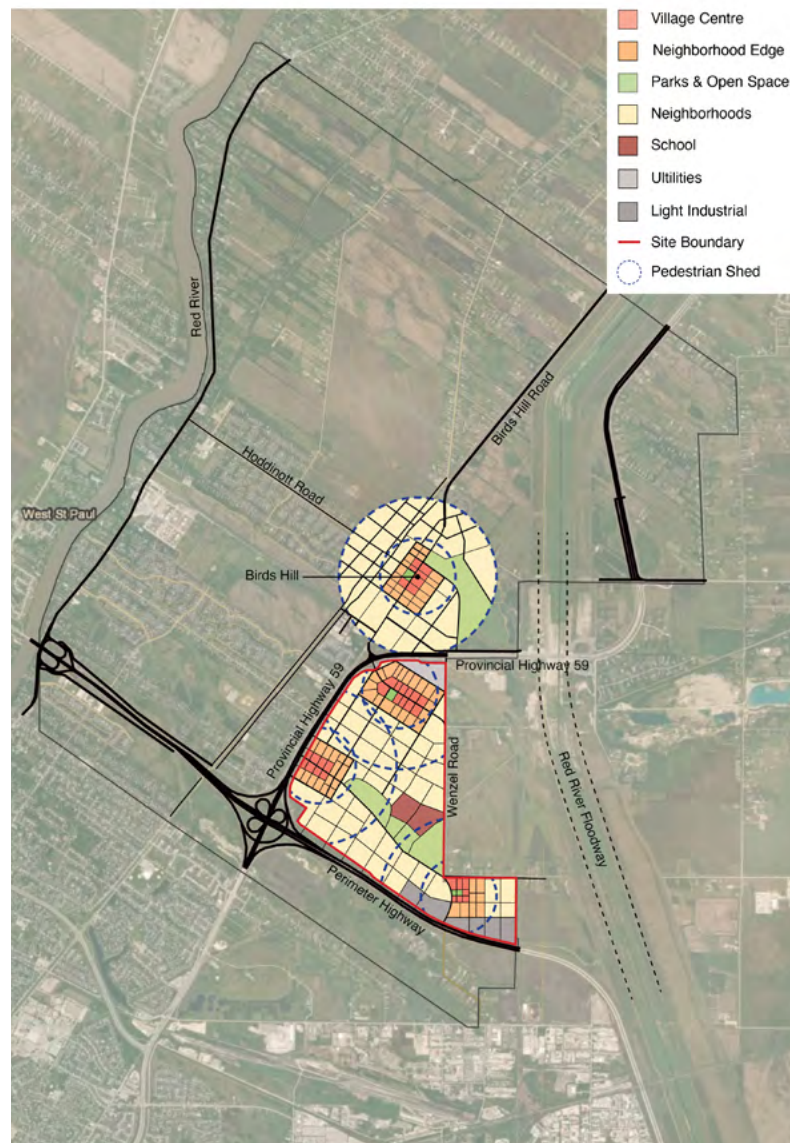 Village Centre
Neighborhood Edge
Parks & Open Space
Neighborhoods
School
Ultilities
Light Industrial
Site Boundary
Pedestrian Shed
Red River
Birds Hill Road
Hoddinott Road
West St Paul
Birds Hill
Provincial Highway 59
Provincial Highway 59
Wenzel Road
Red River Floodway
Perimeter Highway